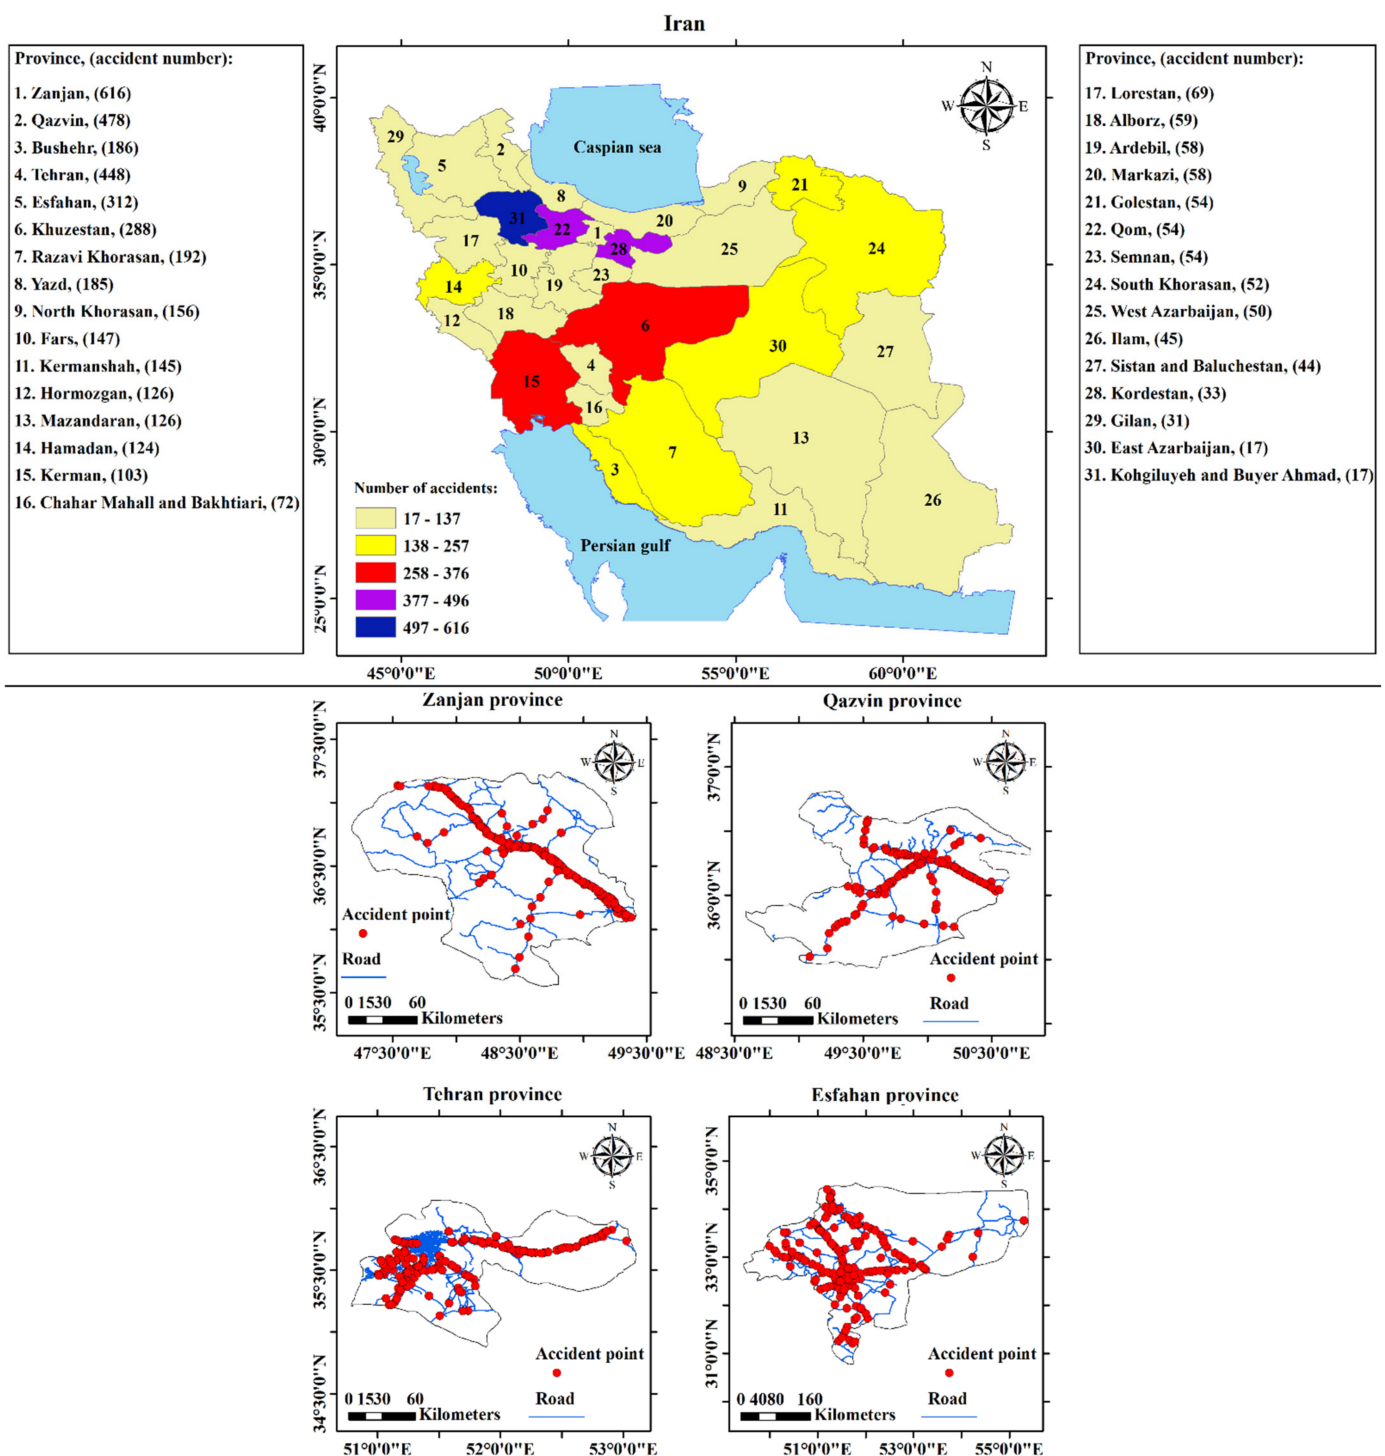 Iran
Province, (accident number):
1. Zanjan, (616)
2. Qazvin, (478)
3. Bushehr, (186)
4. Tehran, (448)
5. Esfahan, (312)
6. Khuzestan, (288)
7. Razavi Khorasan, (192)
8. Yazd, (185)
9. North Khorasan, (156)
10. Fars, (147)
11. Kermanshah, (145)
12. Hormozgan, (126)
13. Mazandaran, (126)
14. Hamadan, (124)
15. Kerman, (103)
16. Chahar Mahall and Bakhtiari, (72)
40°0'0"N
35°0'0"N
30°0'0"N
25°0'0"N
N
W E
S
Caspian sea
29
5
2
8
9
21
31
22
1
20
28
25
24
17
10
19
23
14
12
18
6
30
27
15
4
16
7
13
3
11
26
Persian gulf
Number of accidents:
17 - 137
138 - 257
258 - 376
377 - 496
497 - 616
45°0'0"E 50°0'0"E 55°0'0"E 60°0'0"E
Province, (accident number):
17. Lorestan, (69)
18. Alborz, (59)
19. Ardebil, (58)
20. Markazi, (58)
21. Golestan, (54)
22. Qom, (54)
23. Semnan, (54)
24. South Khorasan, (52)
25. West Azarbaijan, (50)
26. Ilam, (45)
27. Sistan and Baluchestan, (44)
28. Kordestan, (33)
29. Gilan, (31)
30. East Azarbaijan, (17)
31. Kohgiluyeh and Buyer Ahmad, (17)
Zanjan province
37°30'0"N
36°30'0"N
35°30'0"N
N
W E
S
Accident point
Road
0 1530 60
Kilometers
47°30'0"E 48°30'0"E 49°30'0"E
Qazvin province
37°0'0"N
36°0'0"N
N
W E
S
Accident point
Road
0 1530 60
Kilometers
48°30'0"E 49°30'0"E 50°30'0"E
Tehran province
36°30'0"N
35°30'0"N
34°30'0"N
N
W E
S
Accident point
Road
0 1530 60
Kilometers
51°0'0"E 52°0'0"E 53°0'0"E
Esfahan province
35°0'0"N
33°0'0"N
31°0'0"N
N
W E
S
Accident point
Road
0 4080 160
Kilometers
51°0'0"E 53°0'0"E 55°0'0"E